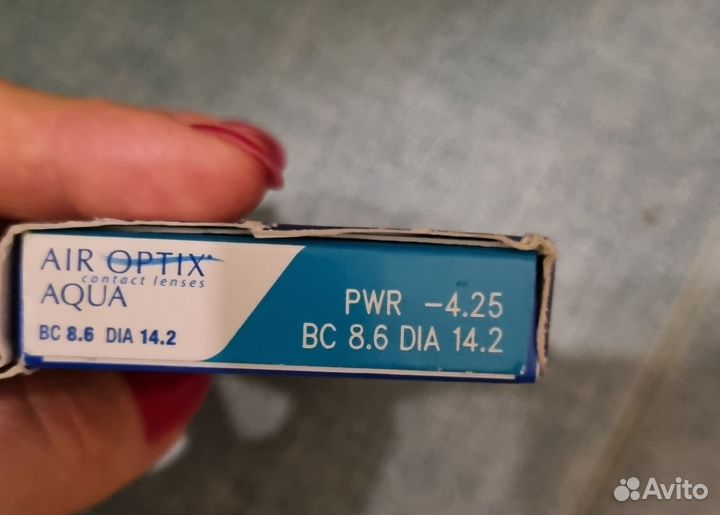 AIR OPTIX
contact lenses
AQUA
BC 8.6 DIA 14.2
PWR -4.25
BC 8.6 DIA 14.2
Avito